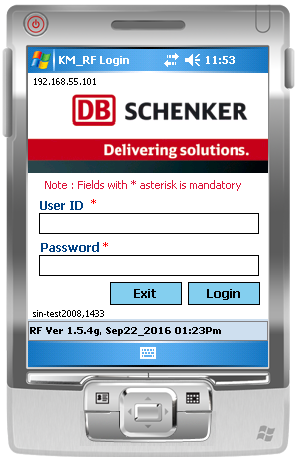 KM_RF Login 11:53
192.168.55.101
DB SCHENKER
Delivering solutions.
Note : Fields with * asterisk is mandatory
User ID *
Password *
Exit Login
sin-test2008,1433
RF Ver 1.5.4g, Sep22_2016 01:23Pm